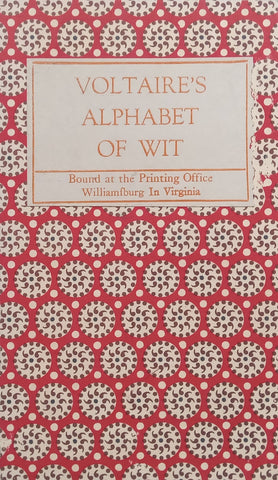 VOLTAIRE'S
ALPHABET
OF WIT
Bound at the Printing Office
Williamſburg In Virginia